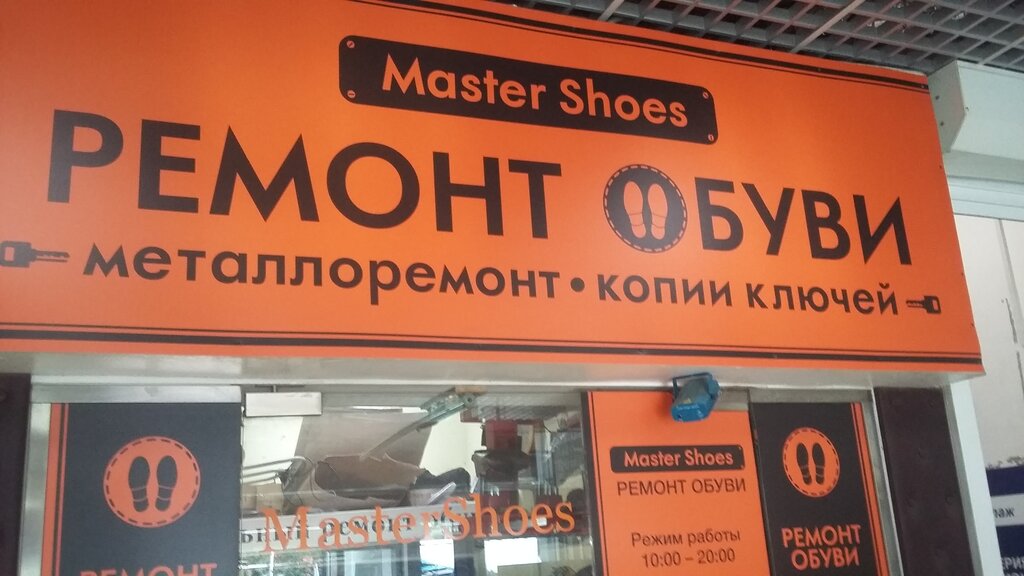 Master Shoes
РЕМОНТ ОБУВИ
металлоремонт • копии ключей
Master Shoes
РЕМОНТ ОБУВИ
Режим работы
10:00 – 20:00
MasterShoes
РЕМОНТ
РЕМОНТ
ОБУВИ